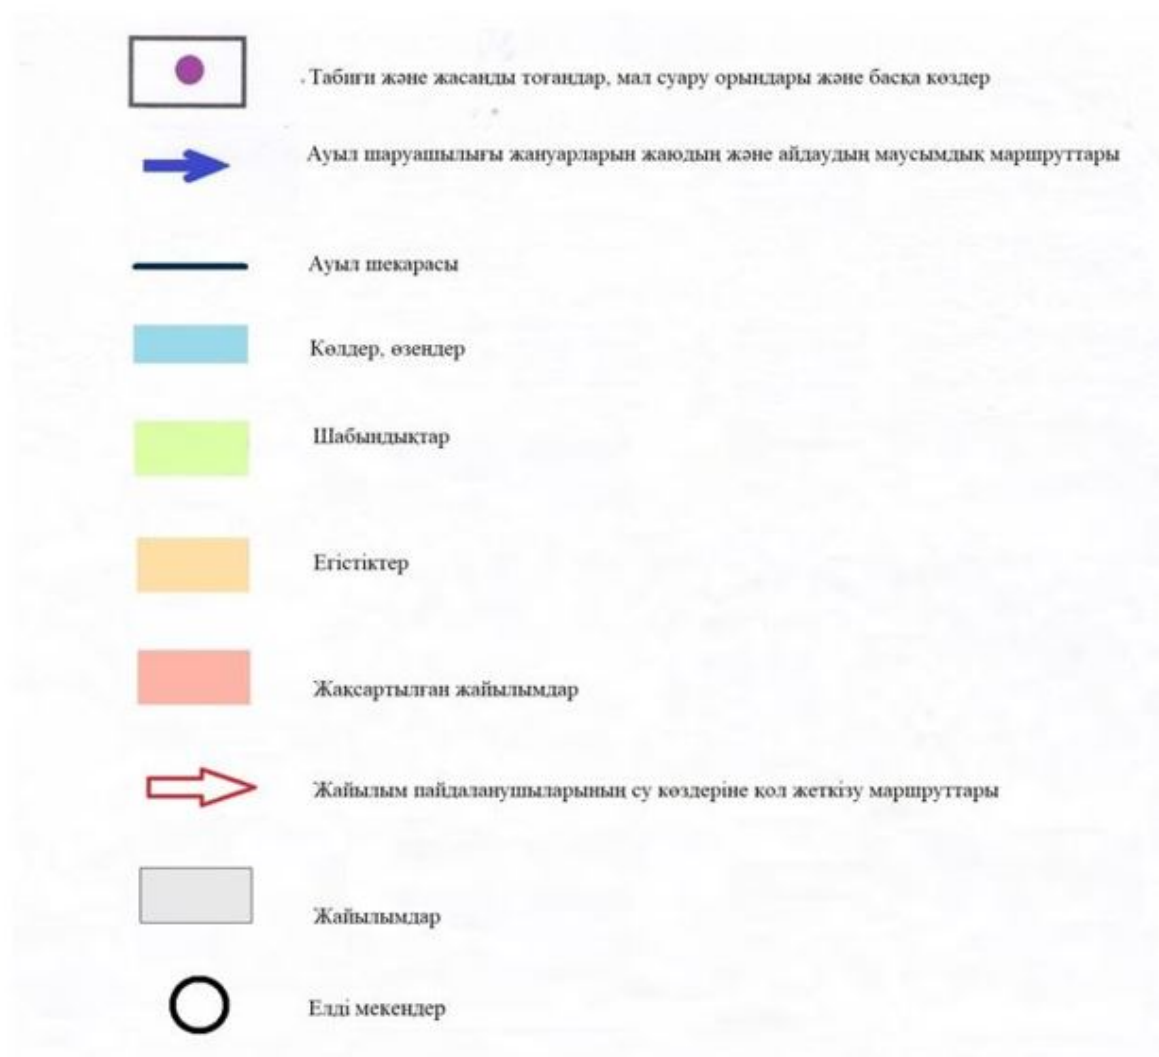 Табиғи және жасанды тоғандар, мал суару орындары және басқа көздер
Ауыл шаруашылығы жануарларын жаюдың және айдаудың маусымдық маршруттары
Ауыл шекарасы
Көлдер, өзендер
Шабындықтар
Егістіктер
Жақсартылған жайылымдар
Жайылым пайдаланушыларының су көздеріне қол жеткізу маршруттары
Жайылымдар
Елді мекендер